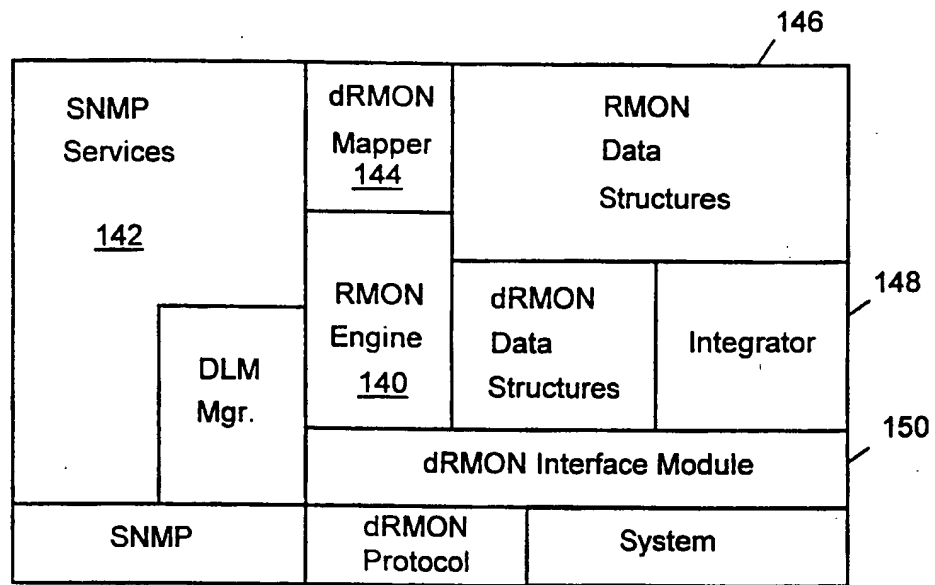 146
SNMP
Services
142
dRMON
Mapper
144
RMON
Data
Structures
148
RMON
Engine
140
dRMON
Data
Structures
Integrator
DLM
Mgr.
150
dRMON Interface Module
SNMP
dRMON
Protocol
System